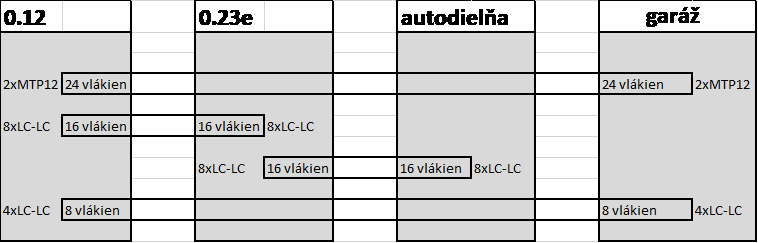 0.12 0.23e autodielňa garáž
2xMTP12 24 vlákien 24 vlákien 2xMTP12
8xLC-LC 16 vlákien 16 vlákien 8xLC-LC
8xLC-LC 16 vlákien 16 vlákien 8xLC-LC
4xLC-LC 8 vlákien 8 vlákien 4xLC-LC